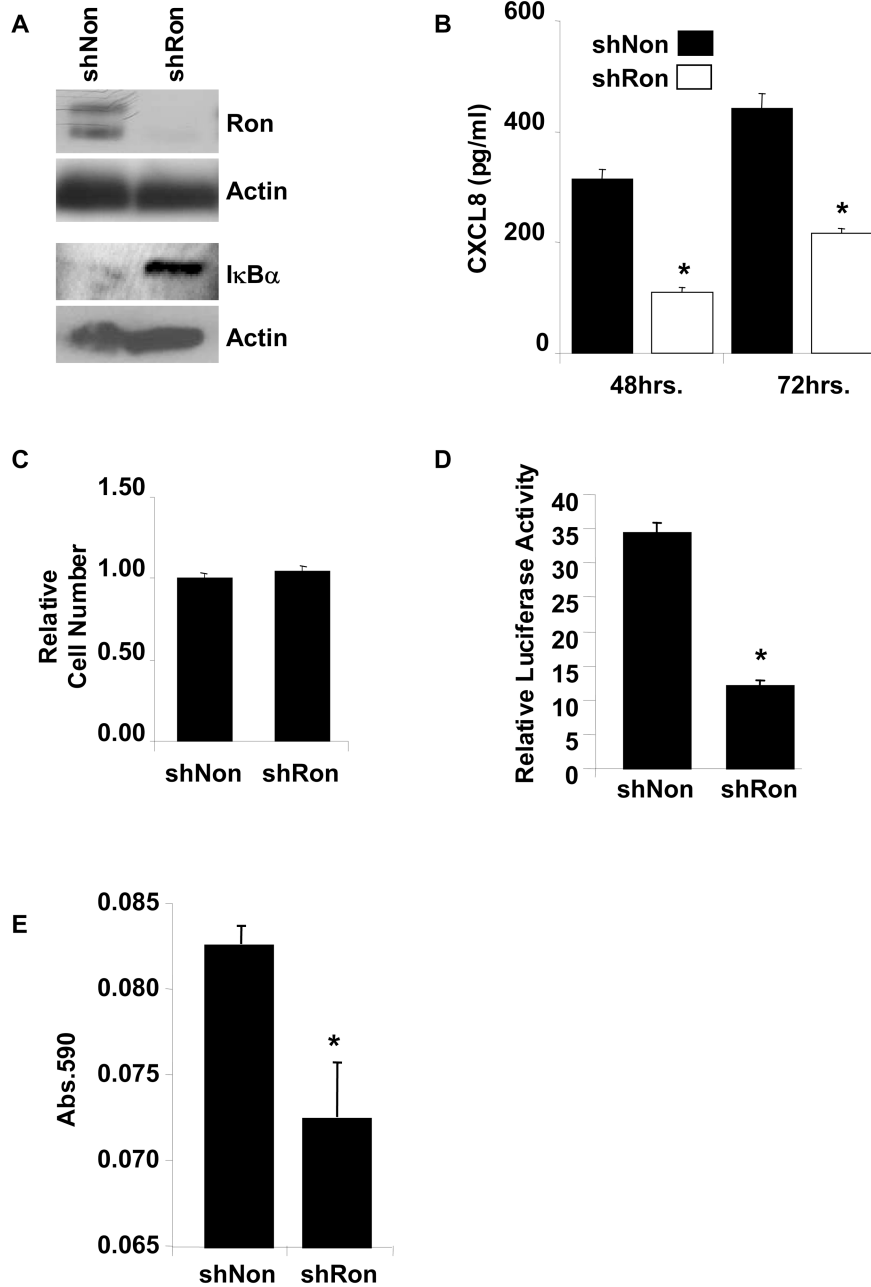 A
shNon
shRon
Ron
Actin
IκBα
Actin
B
600
400
200
0
CXCL8 (pg/ml)
shNon
shRon
*
*
48hrs.
72hrs.
C
1.50
1.00
0.50
0.00
Relative
Cell Number
shNon
shRon
D
40
35
30
25
20
15
10
5
0
Relative Luciferase Activity
*
shNon
shRon
E
0.085
0.080
0.075
0.070
0.065
Abs.590
*
shNon
shRon